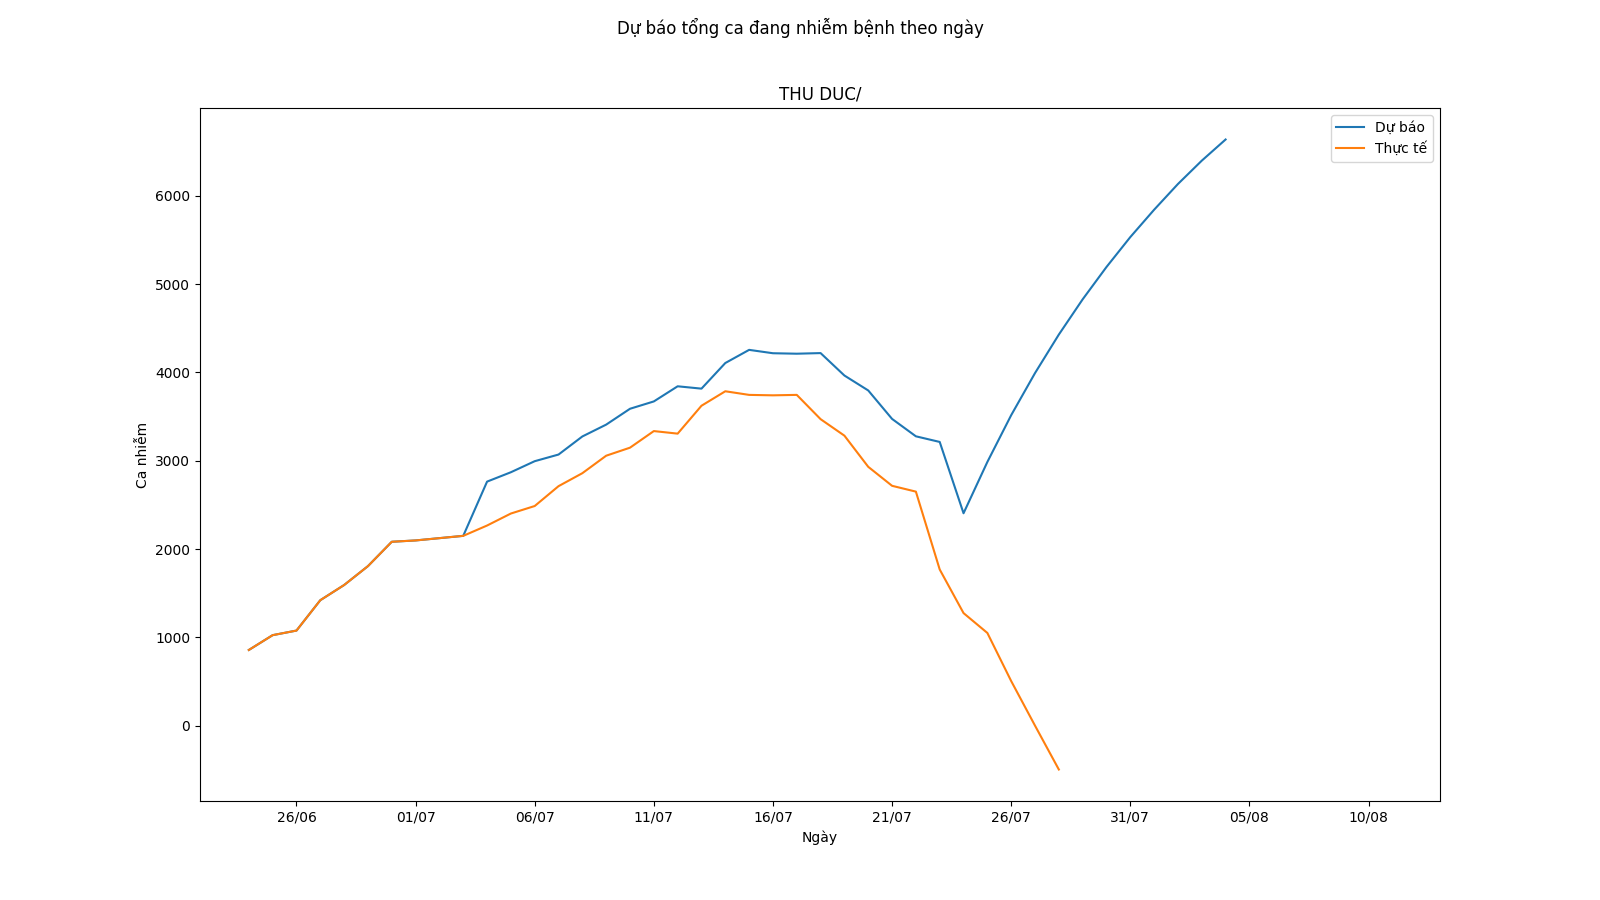 Dự báo tổng ca đang nhiễm bệnh theo ngày
THU DUC/
Dự báo
Thực tế
6000
5000
4000
3000
2000
1000
0
Ca nhiễm
26/06 01/07 06/07 11/07 16/07 21/07 26/07 31/07 05/08 10/08
Ngày